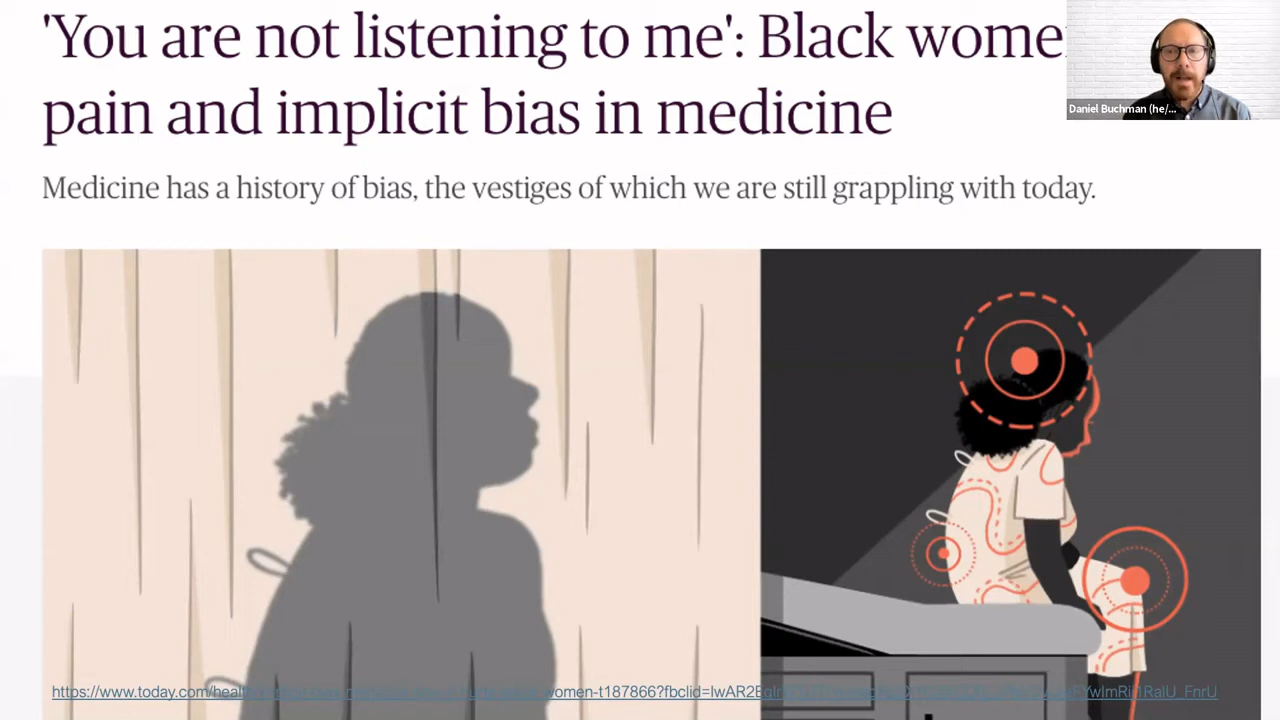 'You are not listening to me': Black wome
pain and implicit bias in medicine
Daniel Buchman (he/...
Medicine has a history of bias, the vestiges of which we are still grappling with today.